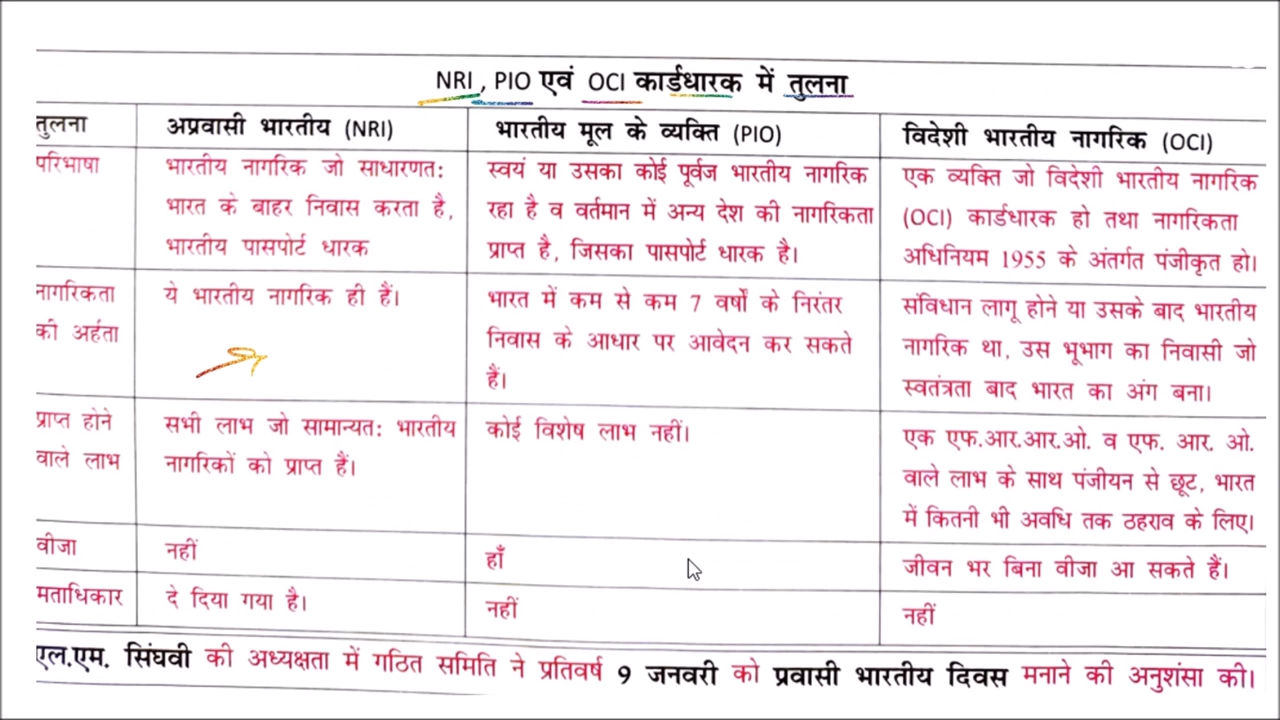 NRI, PIO एवं OCI कार्डधारक में तुलना
तुलना
अप्रवासी भारतीय (NRI)
भारतीय मूल के व्यक्ति (PIO)
विदेशी भारतीय नागरिक (OCI)
परिभाषा
भारतीय नागरिक जो साधारणतः
भारत के बाहर निवास करता है,
भारतीय पासपोर्ट धारक
स्वयं या उसका कोई पूर्वज भारतीय नागरिक
रहा है व वर्तमान में अन्य देश की नागरिकता
प्राप्त है, जिसका पासपोर्ट धारक है।
एक व्यक्ति जो विदेशी भारतीय नागरिक
(OCI) कार्डधारक हो तथा नागरिकता
अधिनियम 1955 के अंतर्गत पंजीकृत हो।
नागरिकता
की अर्हता
ये भारतीय नागरिक ही हैं।
भारत में कम से कम 7 वर्षों के निरंतर
निवास के आधार पर आवेदन कर सकते
हैं।
संविधान लागू होने या उसके बाद भारतीय
नागरिक था, उस भूभाग का निवासी जो
स्वतंत्रता बाद भारत का अंग बना।
प्राप्त होने
वाले लाभ
सभी लाभ जो सामान्यतः भारतीय
नागरिकों को प्राप्त हैं।
कोई विशेष लाभ नहीं।
एक एफ.आर.आर.ओ. व एफ. आर. ओ.
वाले लाभ के साथ पंजीयन से छूट, भारत
में कितनी भी अवधि तक ठहराव के लिए।
वीजा
नहीं
हाँ
जीवन भर बिना वीजा आ सकते हैं।
मताधिकार
दे दिया गया है।
नहीं
नहीं
एल.एम. सिंघवी की अध्यक्षता में गठित समिति ने प्रतिवर्ष 9 जनवरी को प्रवासी भारतीय दिवस मनाने की अनुशंसा की।